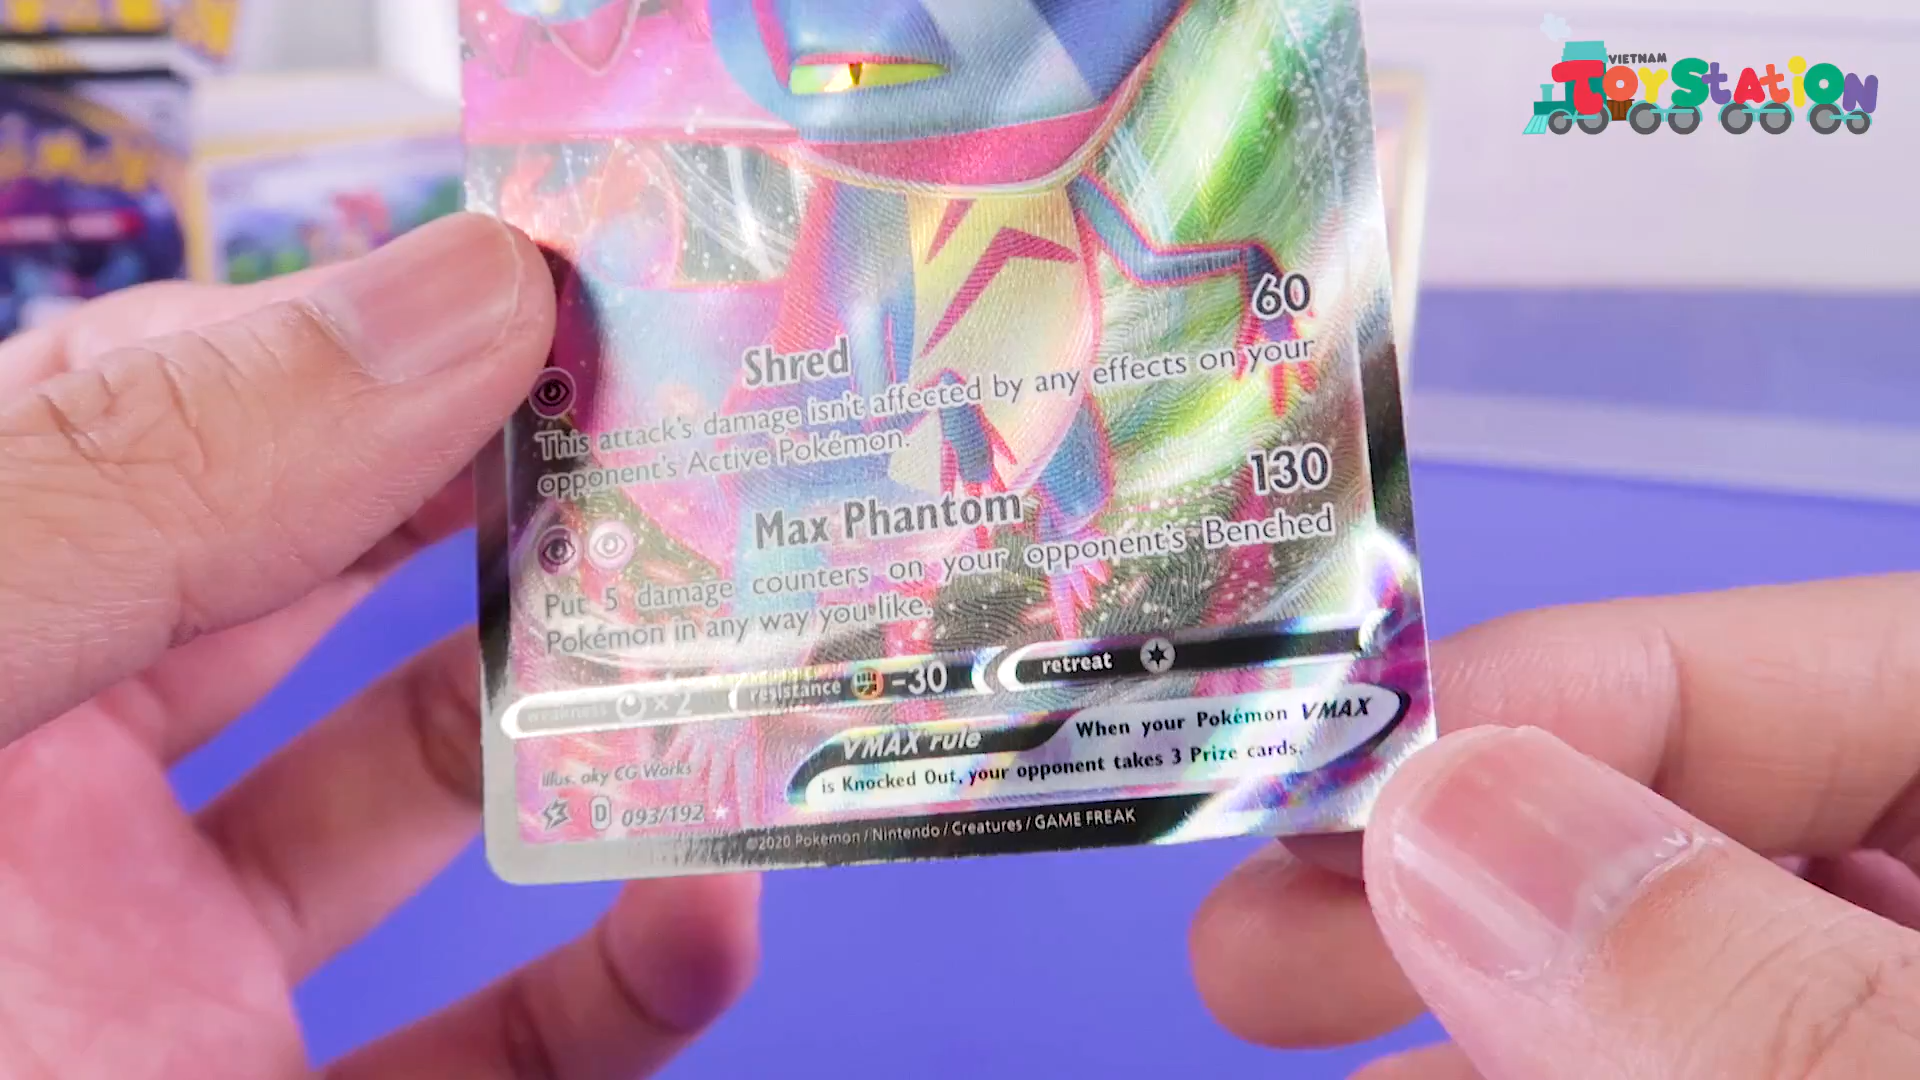 VIETNAM
ToyStation
60
Shred
This attack's damage isn't affected by any effects on your
opponent's Active Pokémon.
130
Max Phantom
Put 5 damage counters on your opponent's Benched
Pokémon in any way you like.
weakness ×2 resistance -30 retreat
VMAX rule When your Pokémon VMAX
is Knocked Out, your opponent takes 3 Prize cards.
Illus. aky CG Works
D 093/192
©2020 Pokémon / Nintendo / Creatures / GAME FREAK